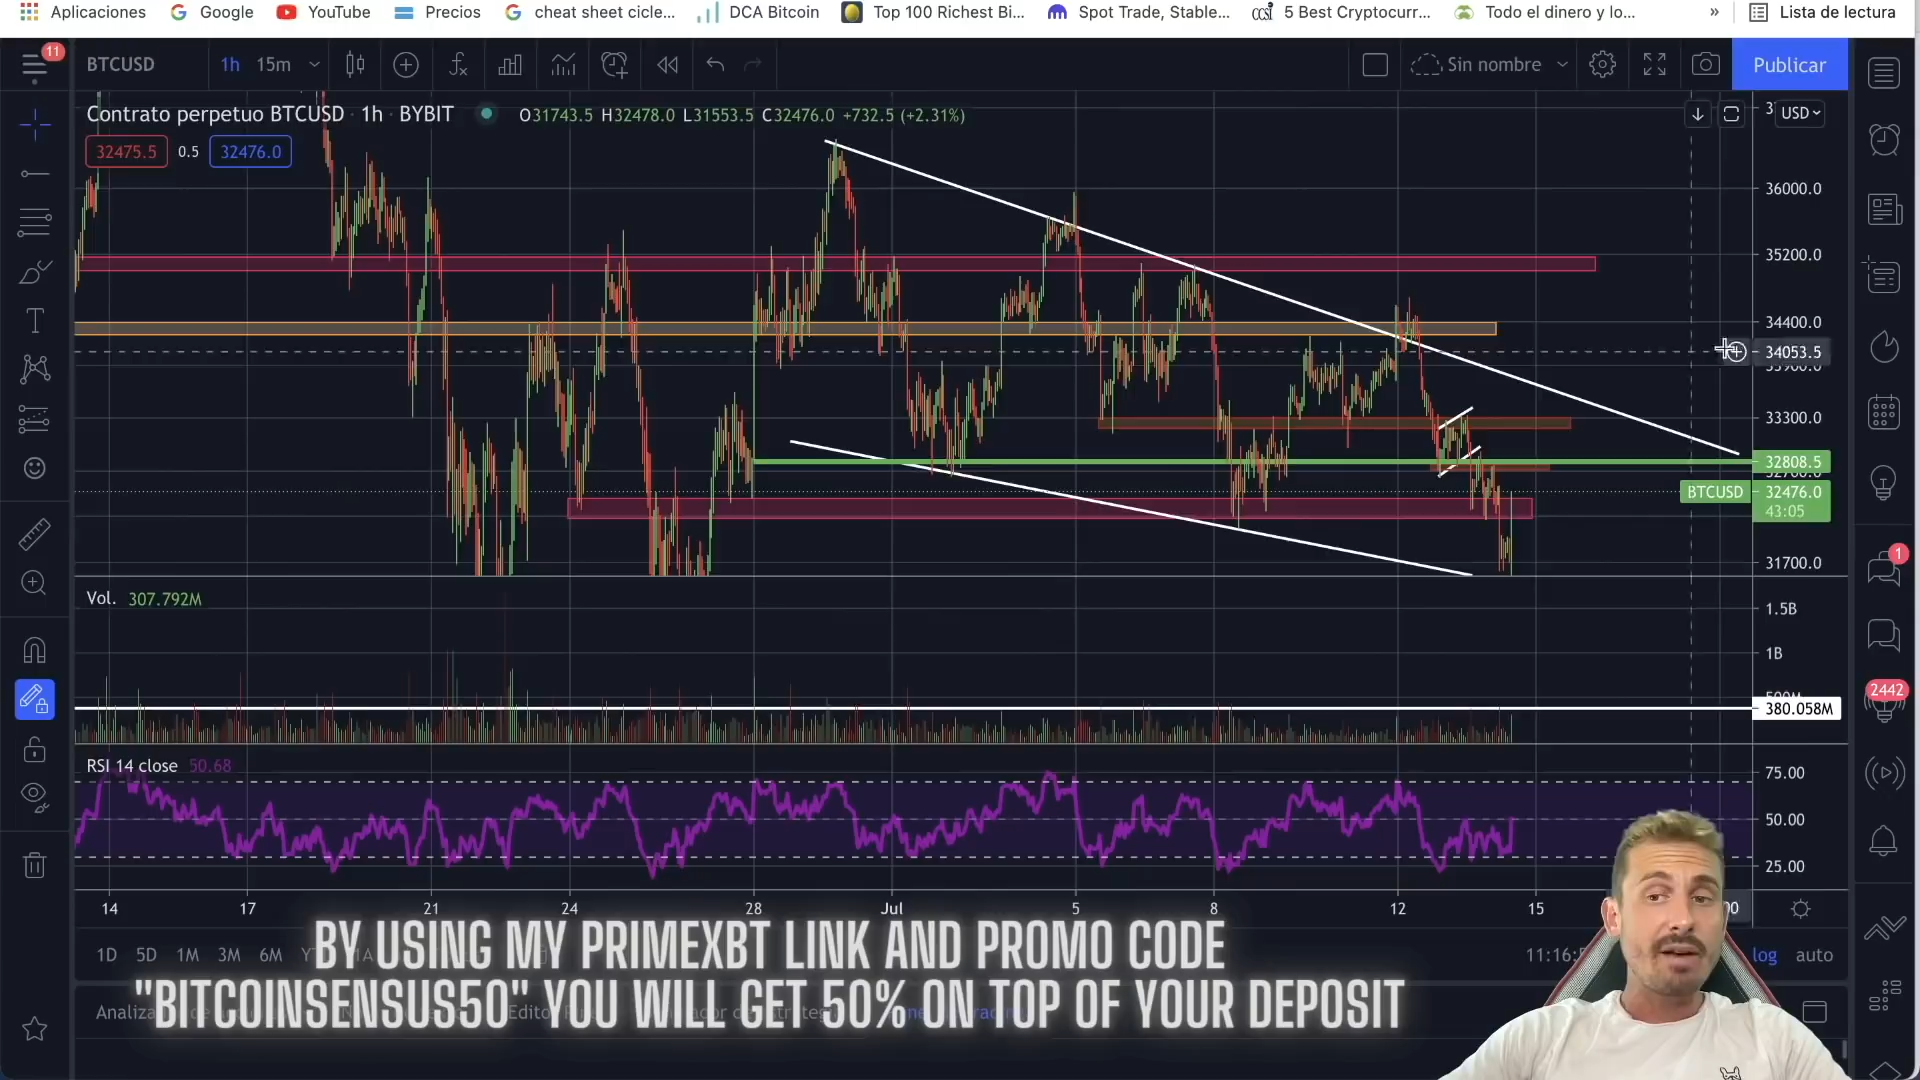 Aplicaciones Google YouTube Precios cheat sheet cicle... DCA Bitcoin Top 100 Richest Bi... Spot Trade, Stable... CCSI 5 Best Cryptocurr... Todo el dinero y lo... » Lista de lectura
11 BTCUSD 1h 15m Sin nombre Publicar
Contrato perpetuo BTCUSD · 1h · BYBIT O31743.5 H32478.0 L31553.5 C32476.0 +732.5 (+2.31%) USD
32475.5 0.5 32476.0
36000.0
35200.0
34400.0
34053.5
33300.0
32808.5
BTCUSD 32476.0
43:05
31700.0
1
Vol. 307.792M
1.5B
1B
2442
380.058M
RSI 14 close 50.68
75.00
50.00
25.00
14 17 21 24 28 Jul 5 8 12 15
1D 5D 1M 3M 6M
log auto
BY USING MY PRIMEXBT LINK AND PROMO CODE
"BITCOINSENSUS50" YOU WILL GET 50% ON TOP OF YOUR DEPOSIT